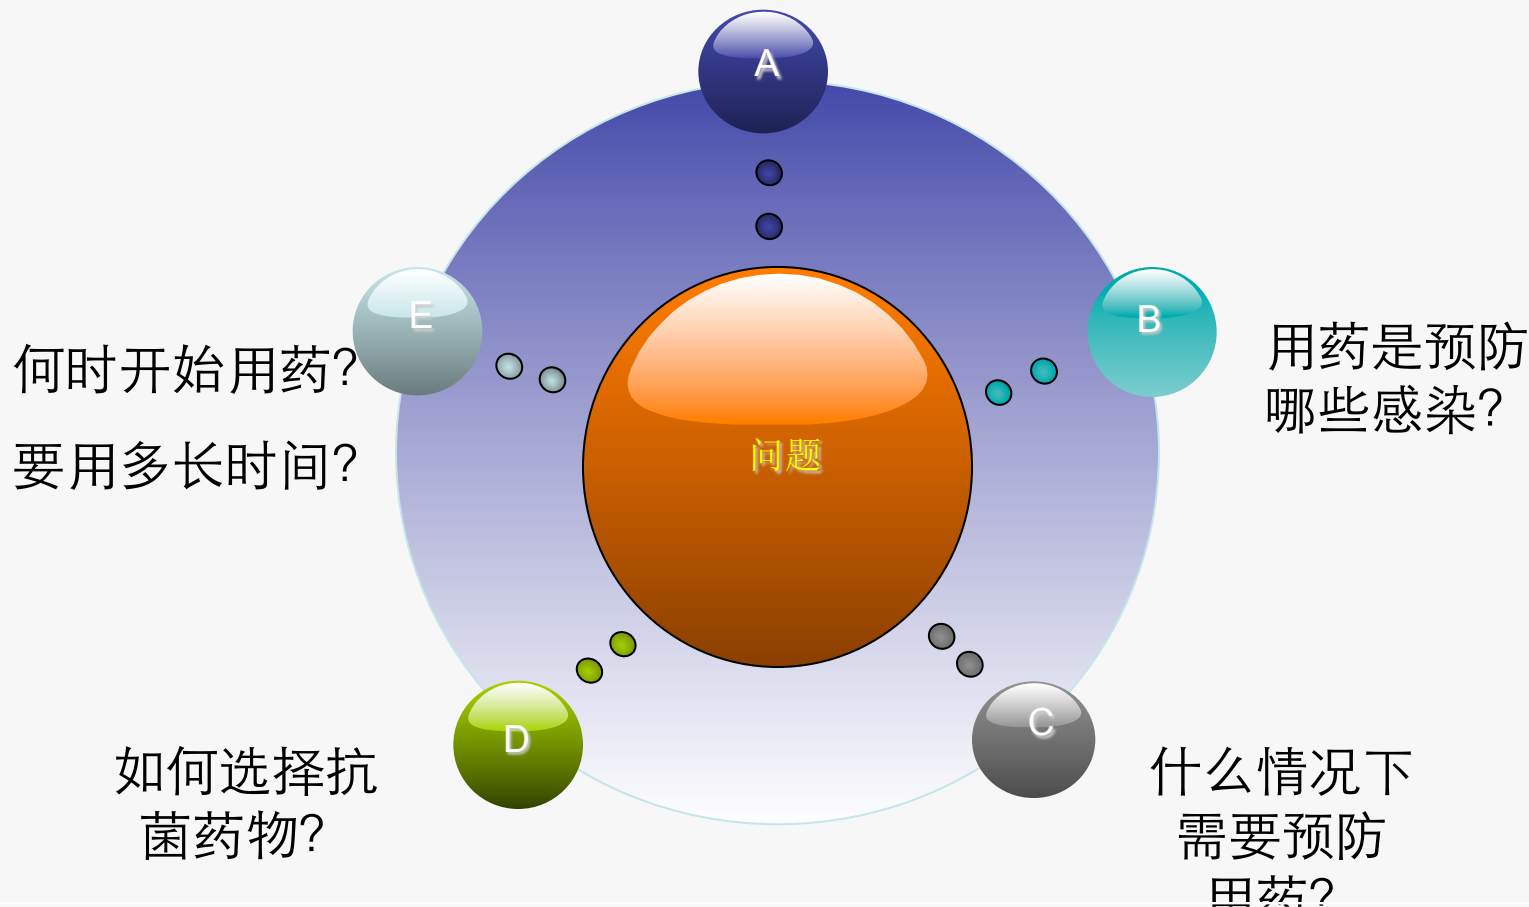 A
B
用药是预防
哪些感染?
E
何时开始用药?
要用多长时间?
问题
D
如何选择抗
菌药物?
C
什么情况下
需要预防
用药?